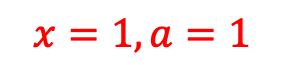 x = 1, a = 1